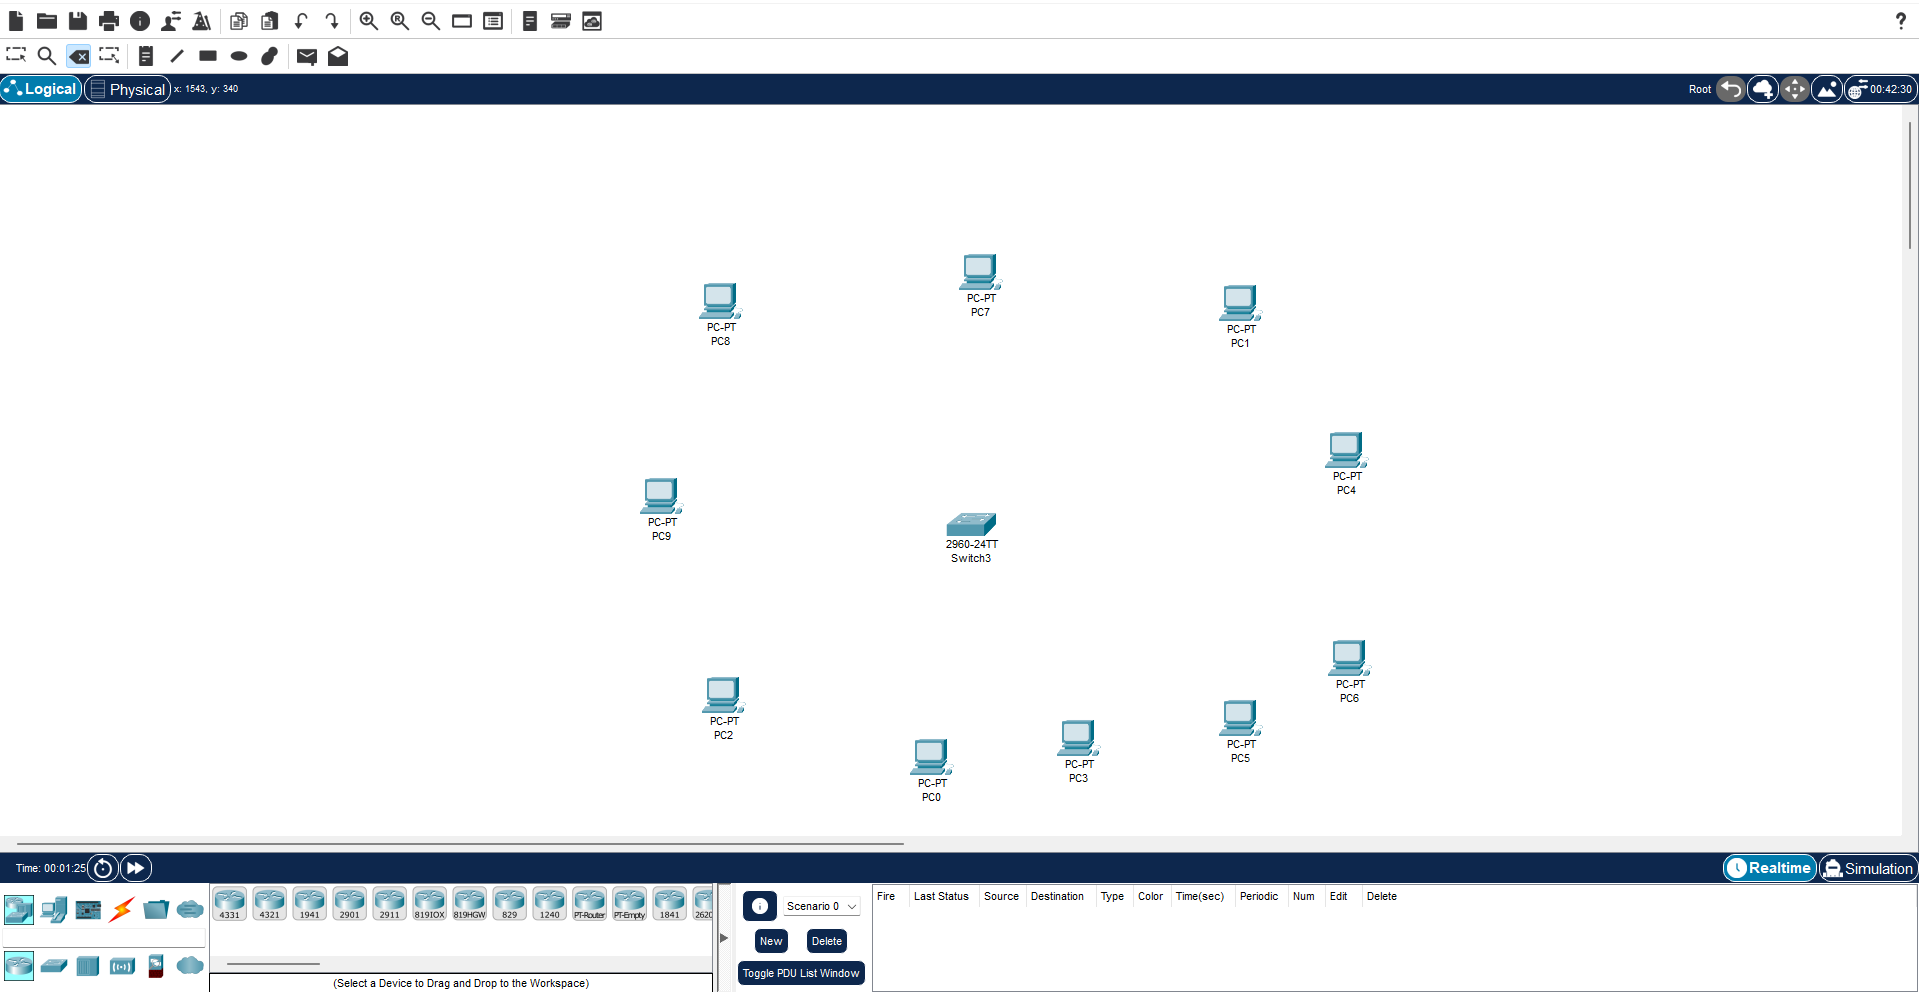 ?
Logical
Physical
x: 1543, y: 340
Root
00:42:30
PC-PT
PC7
PC-PT
PC8
PC-PT
PC1
PC-PT
PC4
PC-PT
PC9
2960-24TT
Switch3
PC-PT
PC6
PC-PT
PC2
PC-PT
PC5
PC-PT
PC3
PC-PT
PC0
Time: 00:01:25
Realtime
Simulation
4331 4321 1941 2901 2911 819IOX 819HGW 829 1240 PT-Router PT-Empty 1841 2620
(Select a Device to Drag and Drop to the Workspace)
Scenario 0
New
Delete
Toggle PDU List Window
Fire Last Status Source Destination Type Color Time(sec) Periodic Num Edit Delete